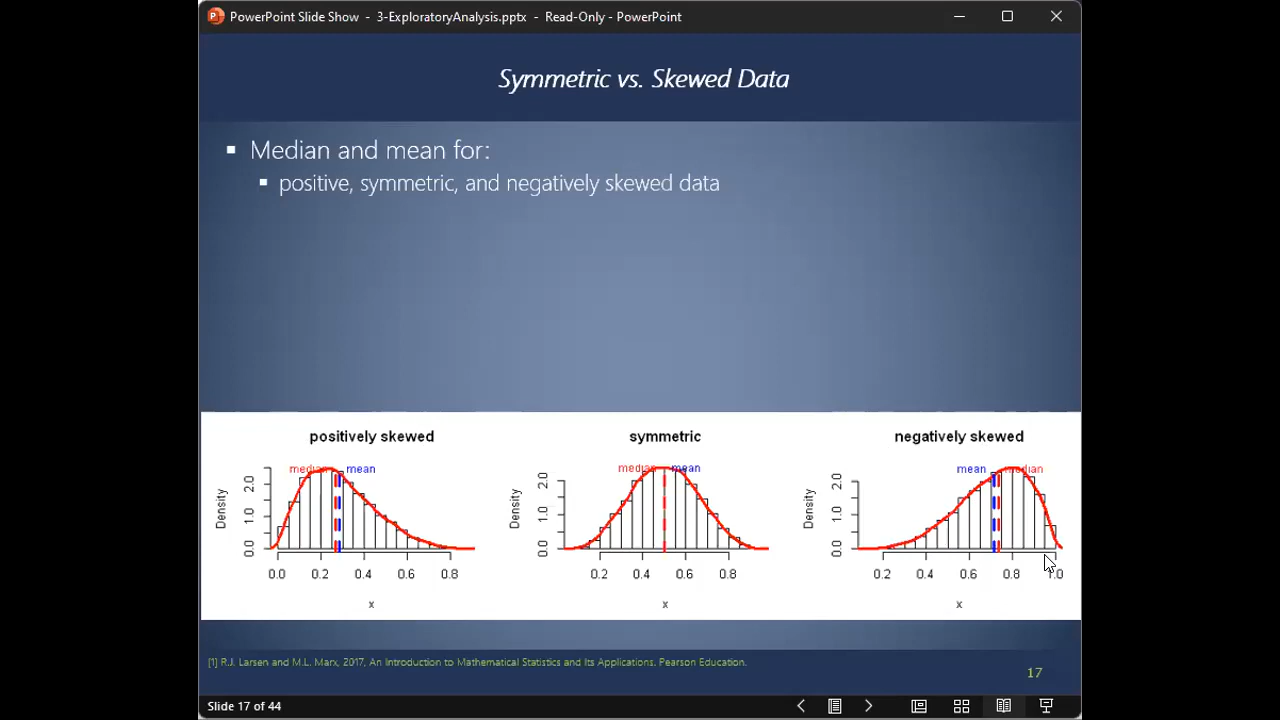 PowerPoint Slide Show - 3-ExploratoryAnalysis.pptx - Read-Only - PowerPoint
Symmetric vs. Skewed Data
Median and mean for:
positive, symmetric, and negatively skewed data
positively skewed
median mean
Density
0.0 1.0 2.0
0.0 0.2 0.4 0.6 0.8
x
symmetric
median mean
Density
0.0 1.0 2.0
0.2 0.4 0.6 0.8
x
negatively skewed
mean median
Density
0.0 1.0 2.0
0.2 0.4 0.6 0.8 1.0
x
[1] R.J. Larsen and M.L. Marx, 2017, An Introduction to Mathematical Statistics and Its Applications, Pearson Education.
17
Slide 17 of 44